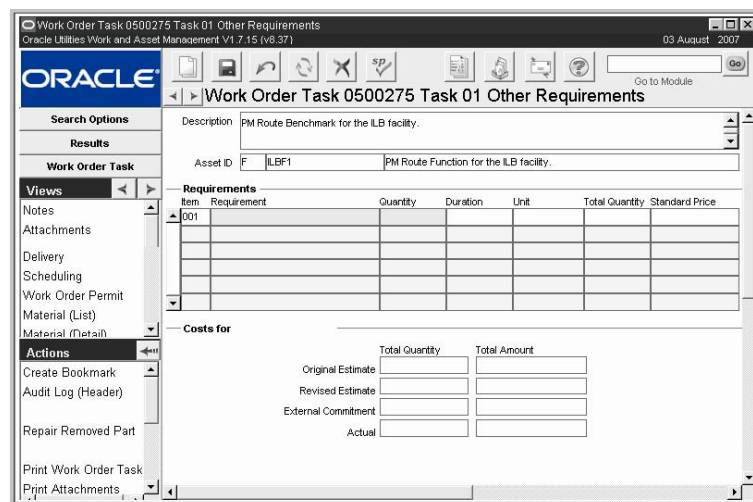 Work Order Task 0500275 Task 01 Other Requirements
Oracle Utilities Work and Asset Management V1.7.15 (v8.37)
03 August 2007
ORACLE
sp
Go
Go to Module
Work Order Task 0500275 Task 01 Other Requirements
Search Options
Results
Work Order Task
Views
Notes
Attachments
Delivery
Scheduling
Work Order Permit
Material (List)
Material (Detail)
Actions
Create Bookmark
Audit Log (Header)
Repair Removed Part
Print Work Order Task
Print Attachments
Description PM Route Benchmark for the ILB facility.
Asset ID F ILBF1 PM Route Function for the ILB facility.
Requirements
Item Requirement Quantity Duration Unit Total Quantity Standard Price
001
Costs for
Total Quantity Total Amount
Original Estimate
Revised Estimate
External Commitment
Actual